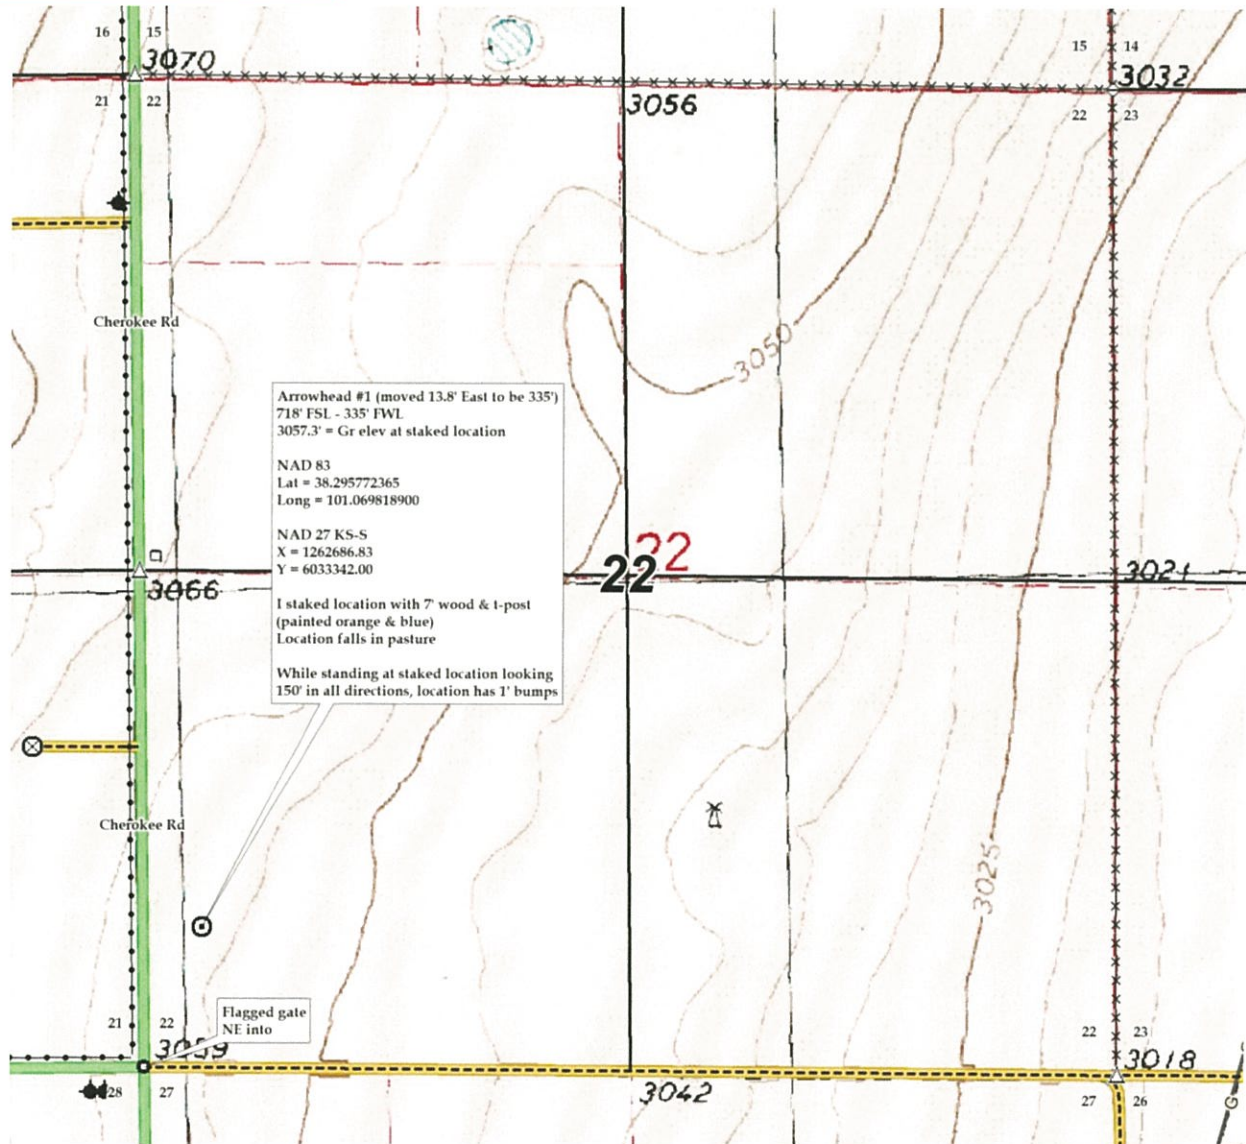 16 15
3070
21 22
3056
15 14
3032
22 23
Cherokee Rd
3050
Arrowhead #1 (moved 13.8' East to be 335')
718' FSL - 335' FWL
3057.3' = Gr elev at staked location
NAD 83
Lat = 38.295772365
Long = 101.069818900
NAD 27 KS-S
X = 1262686.83
Y = 6033342.00
I staked location with 7' wood & t-post
(painted orange & blue)
Location falls in pasture
While standing at staked location looking
150' in all directions, location has 1' bumps
22
22
3066
3021
Cherokee Rd
3025
Flagged gate
NE into
21 22
3059
28 27
3042
22 23
3018
27 26
G